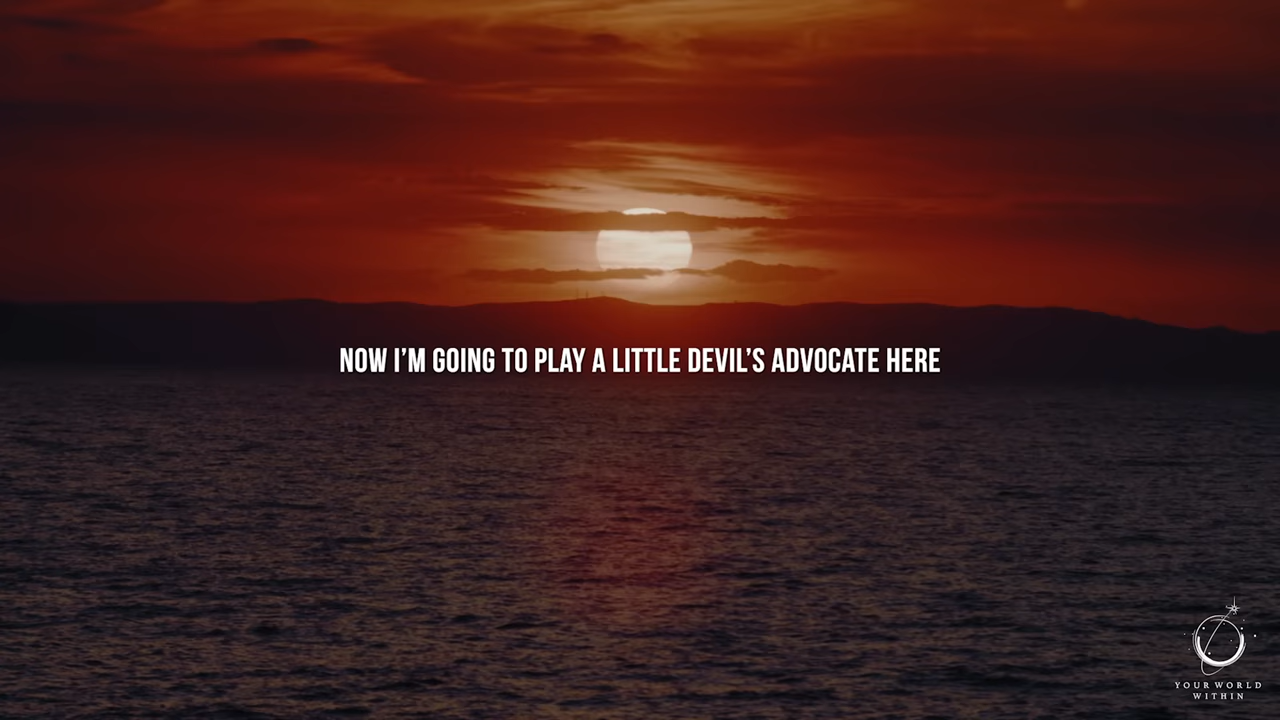 NOW I'M GOING TO PLAY A LITTLE DEVIL'S ADVOCATE HERE
YOUR WORLD
WITHIN